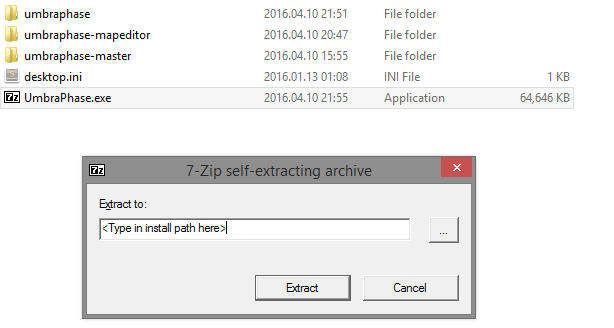 umbraphase 2016.04.10 21:51 File folder
umbraphase-mapeditor 2016.04.10 20:47 File folder
umbraphase-master 2016.04.10 15:55 File folder
desktop.ini 2016.01.13 01:08 INI File 1 KB
7z UmbraPhase.exe 2016.04.10 21:55 Application 64,646 KB
7z 7-Zip self-extracting archive x
Extract to:
<Type in install path here> ...
Extract Cancel